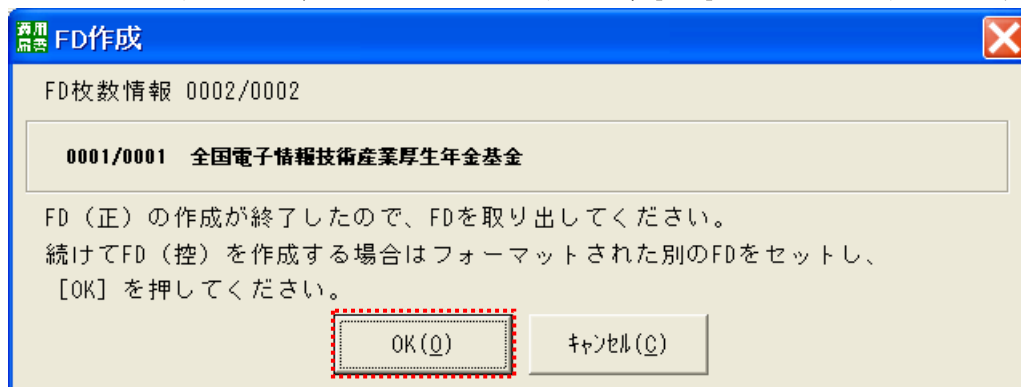 適用届書 FD作成
FD枚数情報 0002/0002
0001/0001 全国電子情報技術産業厚生年金基金
FD（正）の作成が終了したので、FDを取り出してください。
続けてFD（控）を作成する場合はフォーマットされた別のFDをセットし、
［OK］を押してください。
OK(O) ｷｬﾝｾﾙ(C)